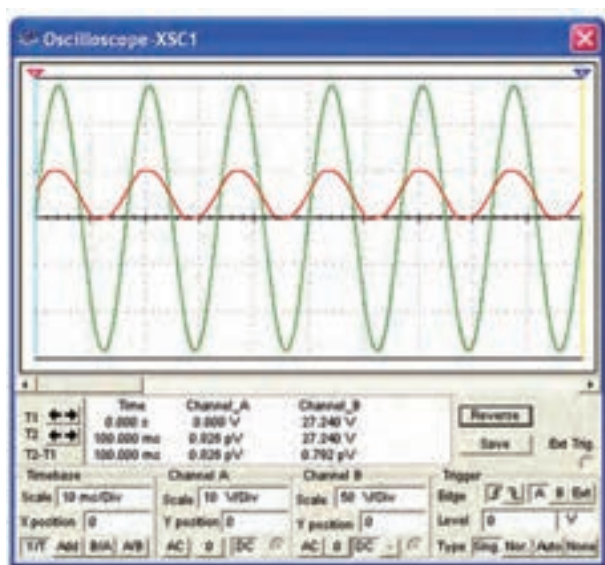 Oscilloscope-XSC1
Time Channel_A Channel_B
T1 0.000 s 0.000 V 27.240 V
T2 100.000 ms 0.026 pV 27.240 V
T2-T1 100.000 ms 0.026 pV 0.792 pV
Reverse
Save
Ext Trig
Timebase
Scale 10 ms/Div
X position 0
Y/T Add B/A A/B
Channel A
Scale 10 V/Div
Y position 0
AC 0 DC
Channel B
Scale 50 V/Div
Y position 0
AC 0 DC -
Trigger
Edge A B Ext
Level 0 V
Type Sing. Nor. Auto None